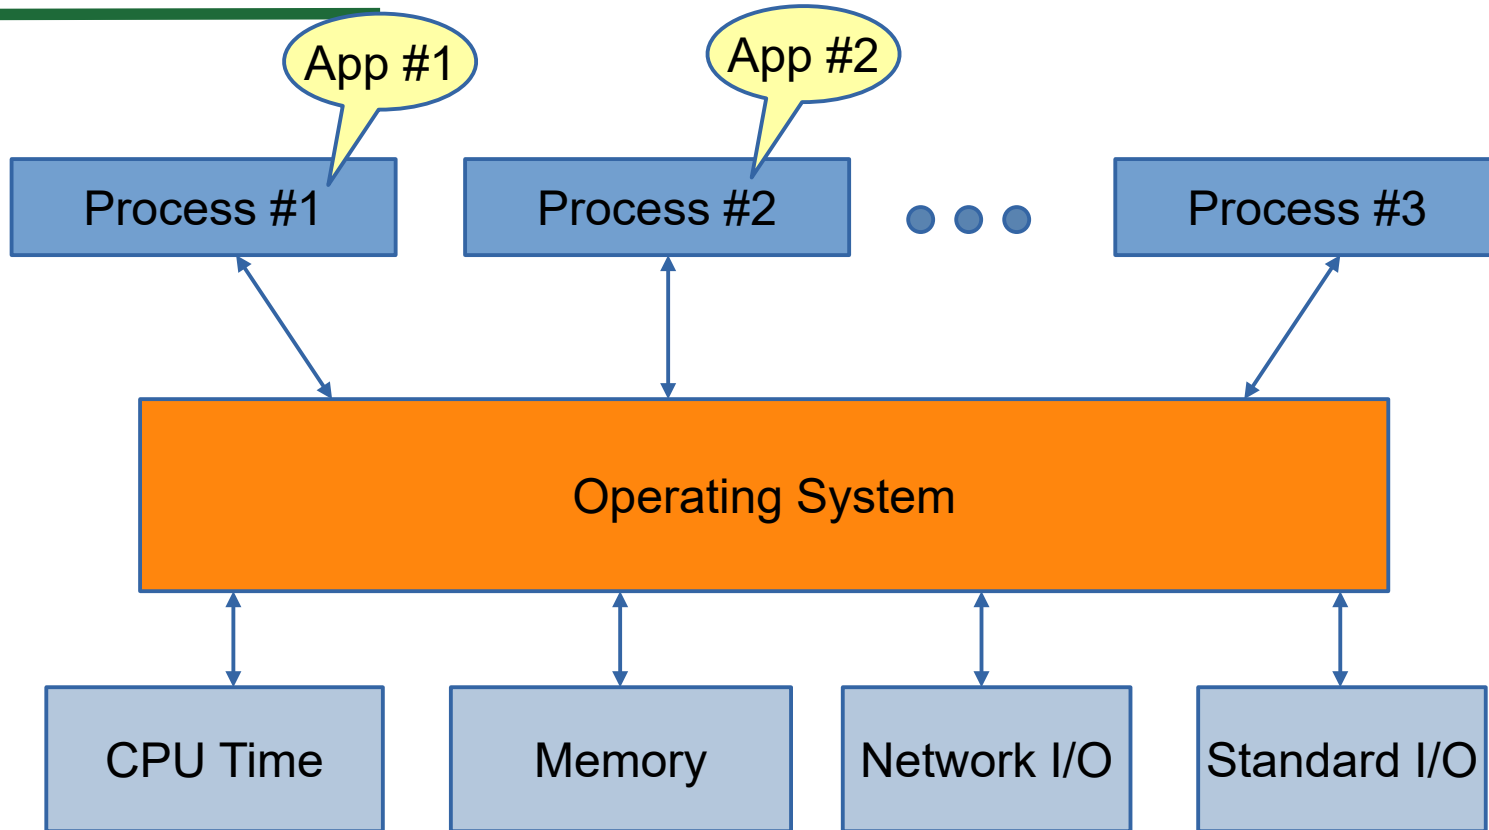 App #1
App #2
Process #1
Process #2
Process #3
Operating System
CPU Time
Memory
Network I/O
Standard I/O